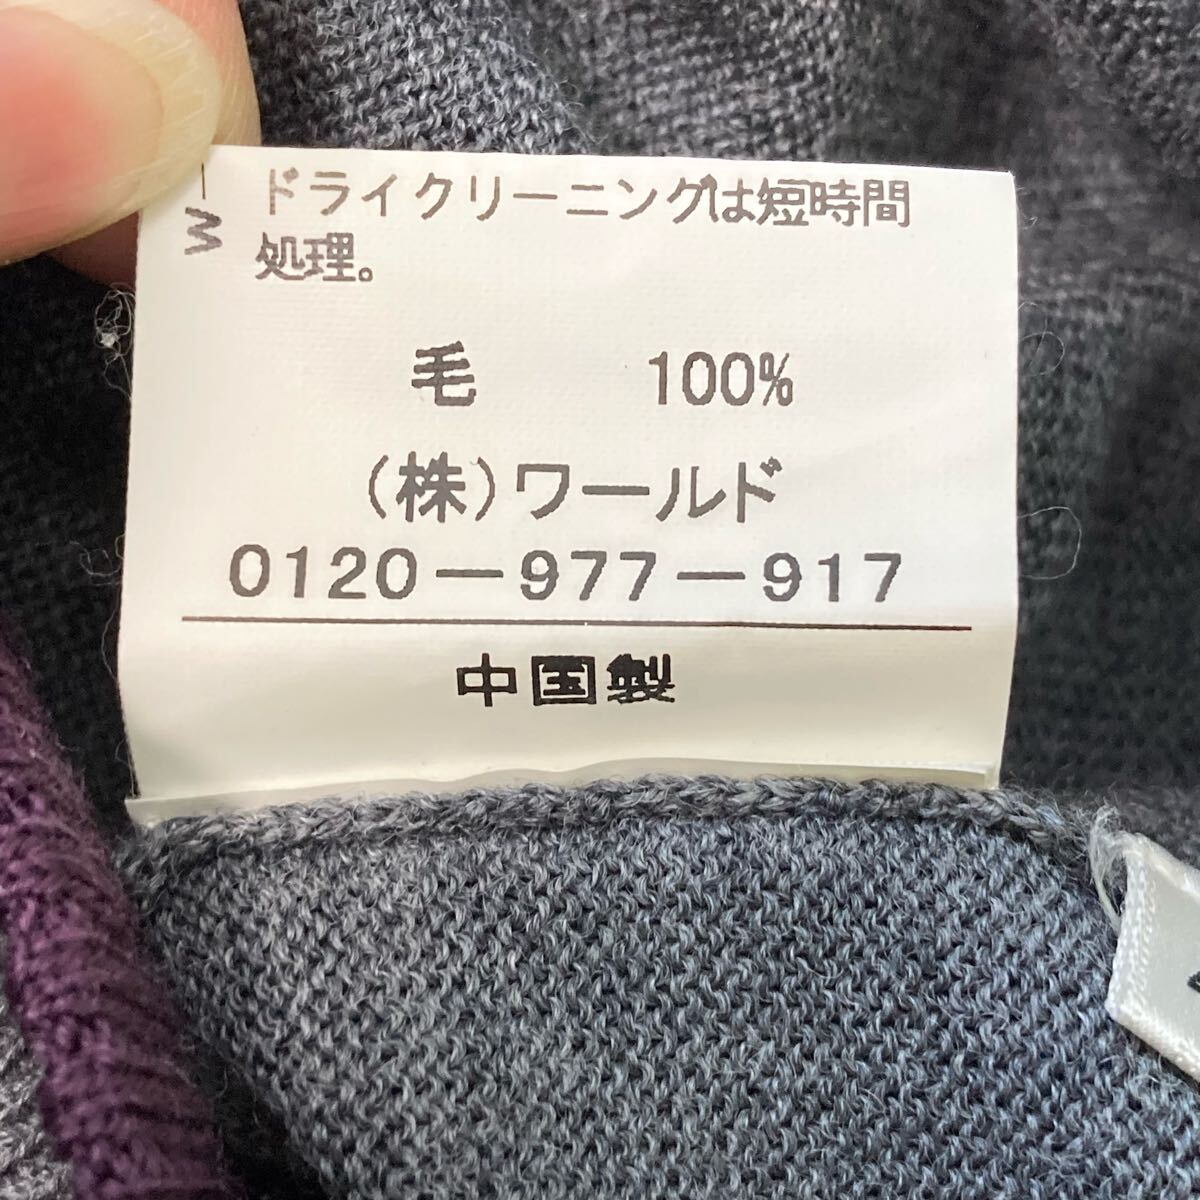 ドライクリーニングは短時間
処理。
毛 100%
(株)ワールド
0120-977-917
中国製